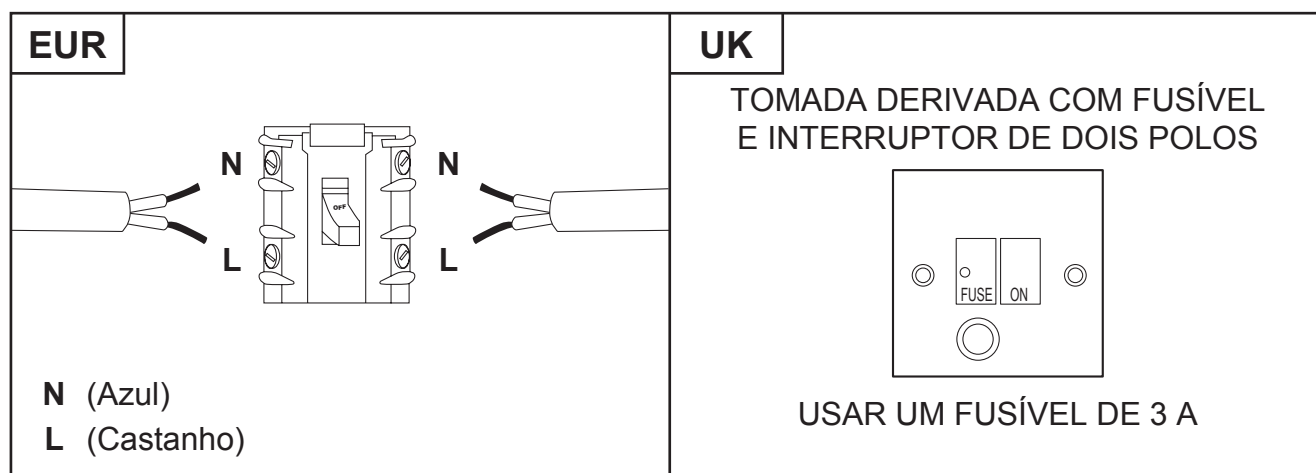 EUR
N
N
OFF
L
L
N (Azul)
L (Castanho)
UK
TOMADA DERIVADA COM FUSÍVEL
E INTERRUPTOR DE DOIS POLOS
FUSE ON
USAR UM FUSÍVEL DE 3 A